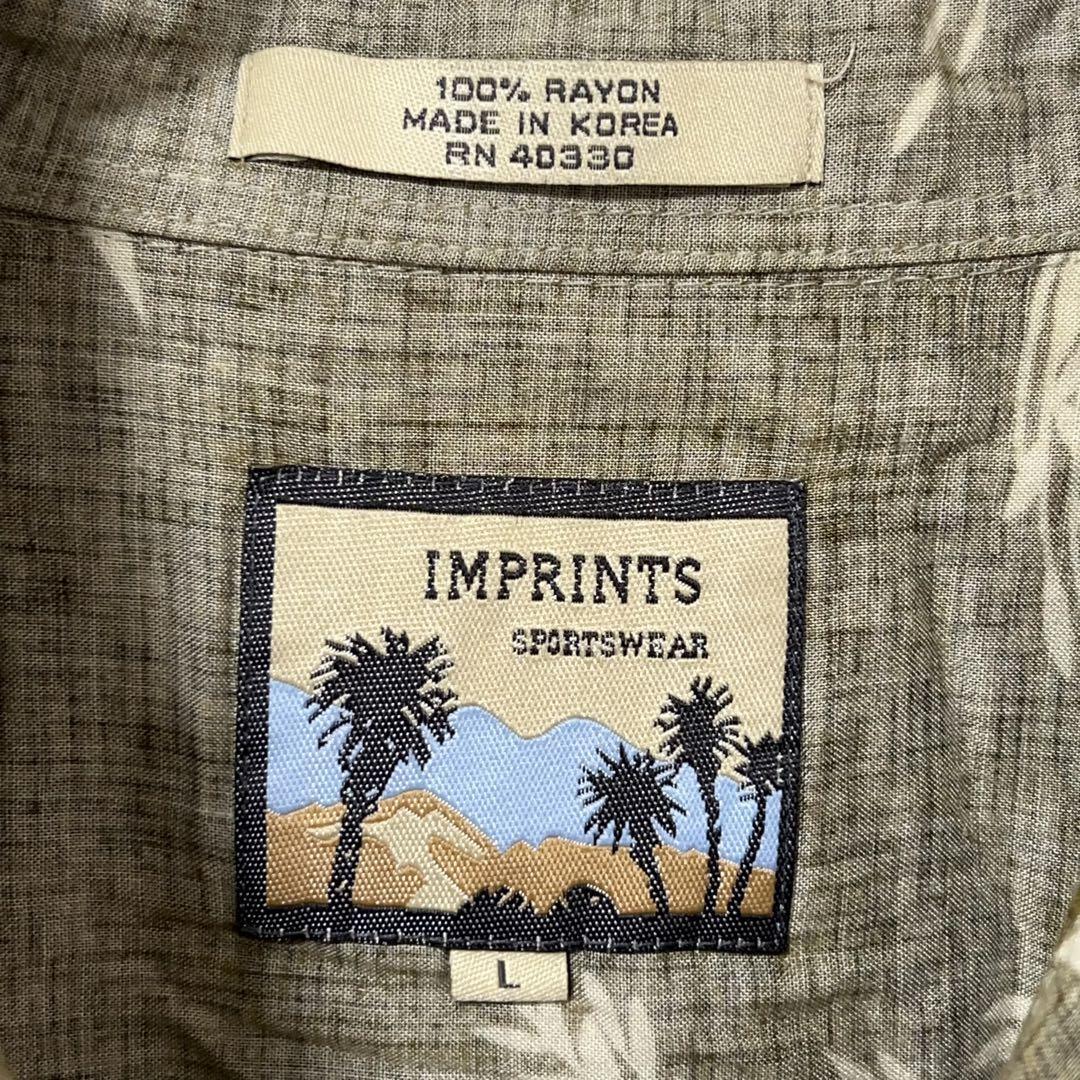 100% RAYON
MADE IN KOREA
RN 40330
IMPRINTS
SPORTSWEAR
L